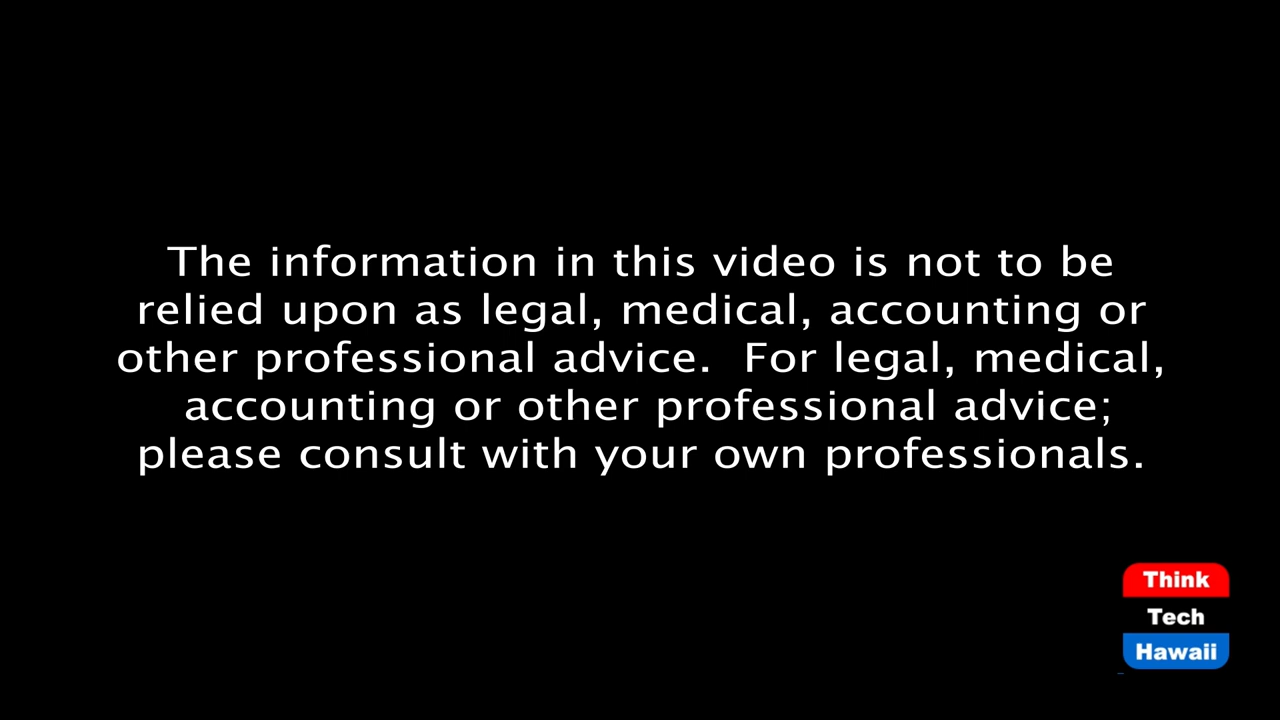 The information in this video is not to be
relied upon as legal, medical, accounting or
other professional advice.  For legal, medical,
accounting or other professional advice;
please consult with your own professionals.
Think
Tech
Hawaii